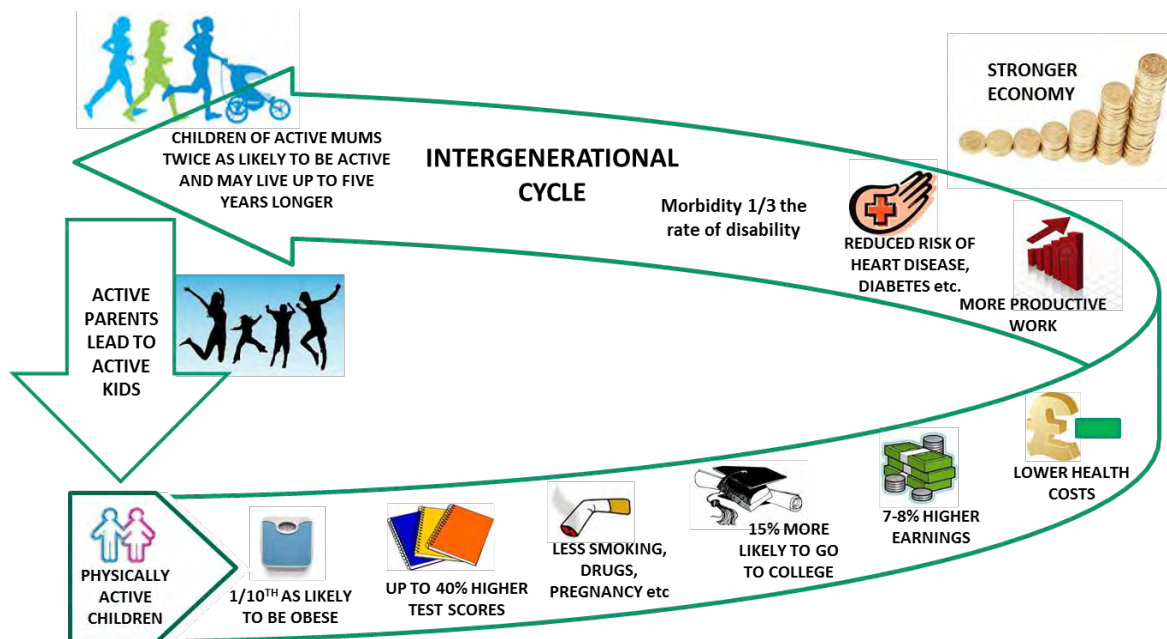 STRONGER
ECONOMY
CHILDREN OF ACTIVE MUMS
TWICE AS LIKELY TO BE ACTIVE
AND MAY LIVE UP TO FIVE
YEARS LONGER
INTERGENERATIONAL
CYCLE
Morbidity 1/3 the
rate of disability
REDUCED RISK OF
HEART DISEASE,
DIABETES etc.
MORE PRODUCTIVE
WORK
ACTIVE
PARENTS
LEAD TO
ACTIVE
KIDS
LOWER HEALTH
COSTS
7-8% HIGHER
EARNINGS
15% MORE
LIKELY TO GO
TO COLLEGE
LESS SMOKING,
DRUGS,
PREGNANCY etc
UP TO 40% HIGHER
TEST SCORES
1/10TH AS LIKELY
TO BE OBESE
PHYSICALLY
ACTIVE
CHILDREN